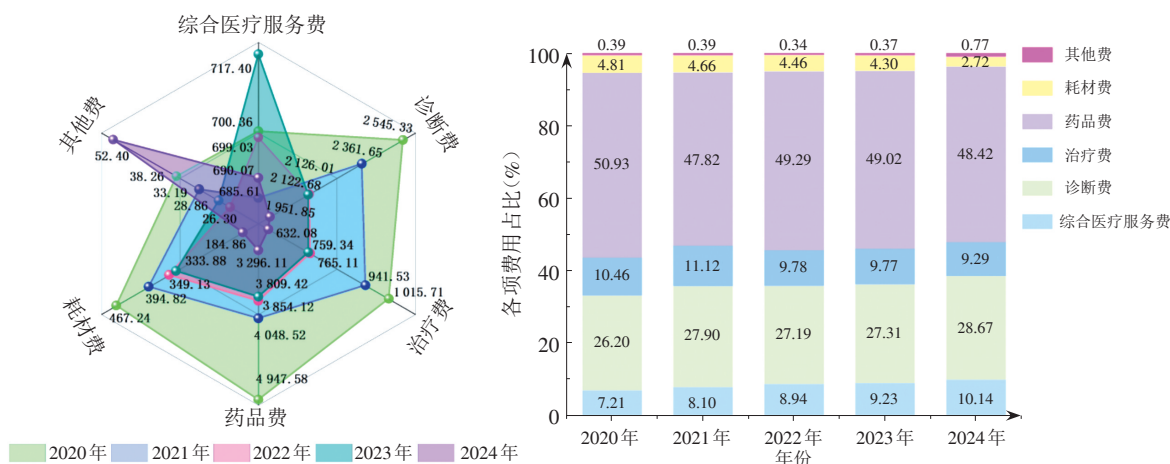 综合医疗服务费
717.40
700.36
699.03
690.07
685.61
诊断费
2 545.33
2 361.65
2 126.01
2 122.68
1 951.85
其他费
52.40
38.26
33.19
28.86
26.30
632.08
759.34
765.11
941.53
1 015.71
治疗费
184.86
333.88
349.13
394.82
467.24
耗材费
3 296.11
3 809.42
3 854.12
4 048.52
4 947.58
药品费
2020年
2021年
2022年
2023年
2024年
各项费用占比(%)
100
80
60
40
20
0
0.39
0.39
0.34
0.37
0.77
4.81
4.66
4.46
4.30
2.72
50.93
47.82
49.29
49.02
48.42
10.46
11.12
9.78
9.77
9.29
26.20
27.90
27.19
27.31
28.67
7.21
8.10
8.94
9.23
10.14
2020年
2021年
2022年
2023年
2024年
年份
其他费
耗材费
药品费
治疗费
诊断费
综合医疗服务费